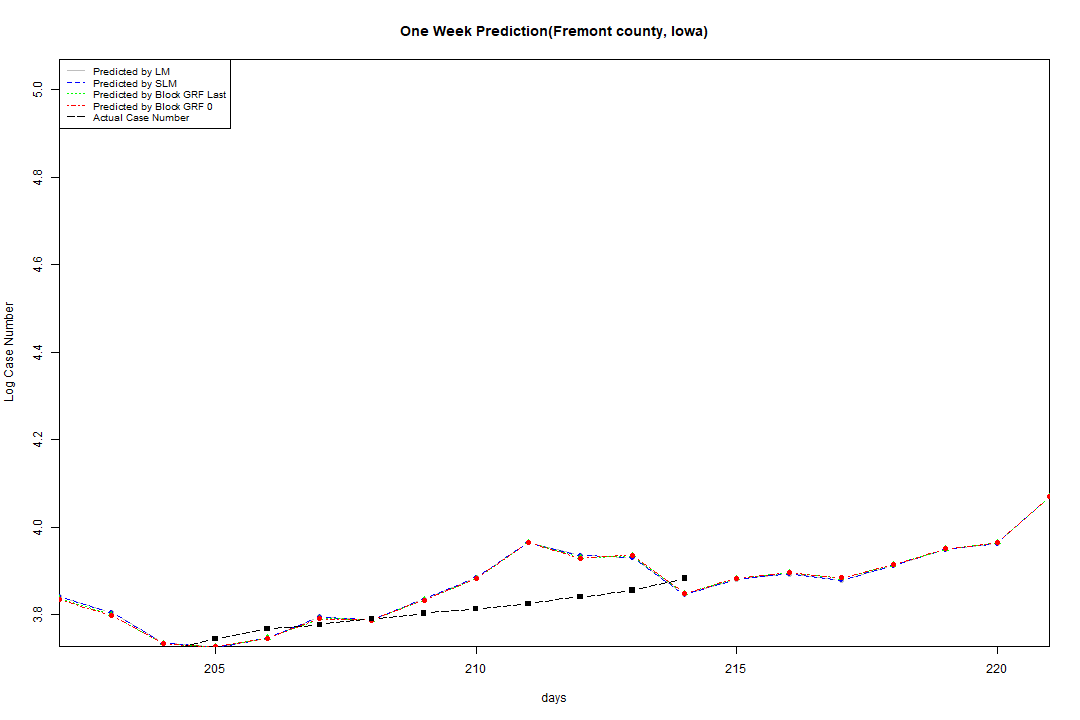 One Week Prediction(Fremont county, Iowa)
Predicted by LM
Predicted by SLM
Predicted by Block GRF Last
Predicted by Block GRF 0
Actual Case Number
5.0
4.8
4.6
4.4
4.2
4.0
3.8
Log Case Number
205 210 215 220
days